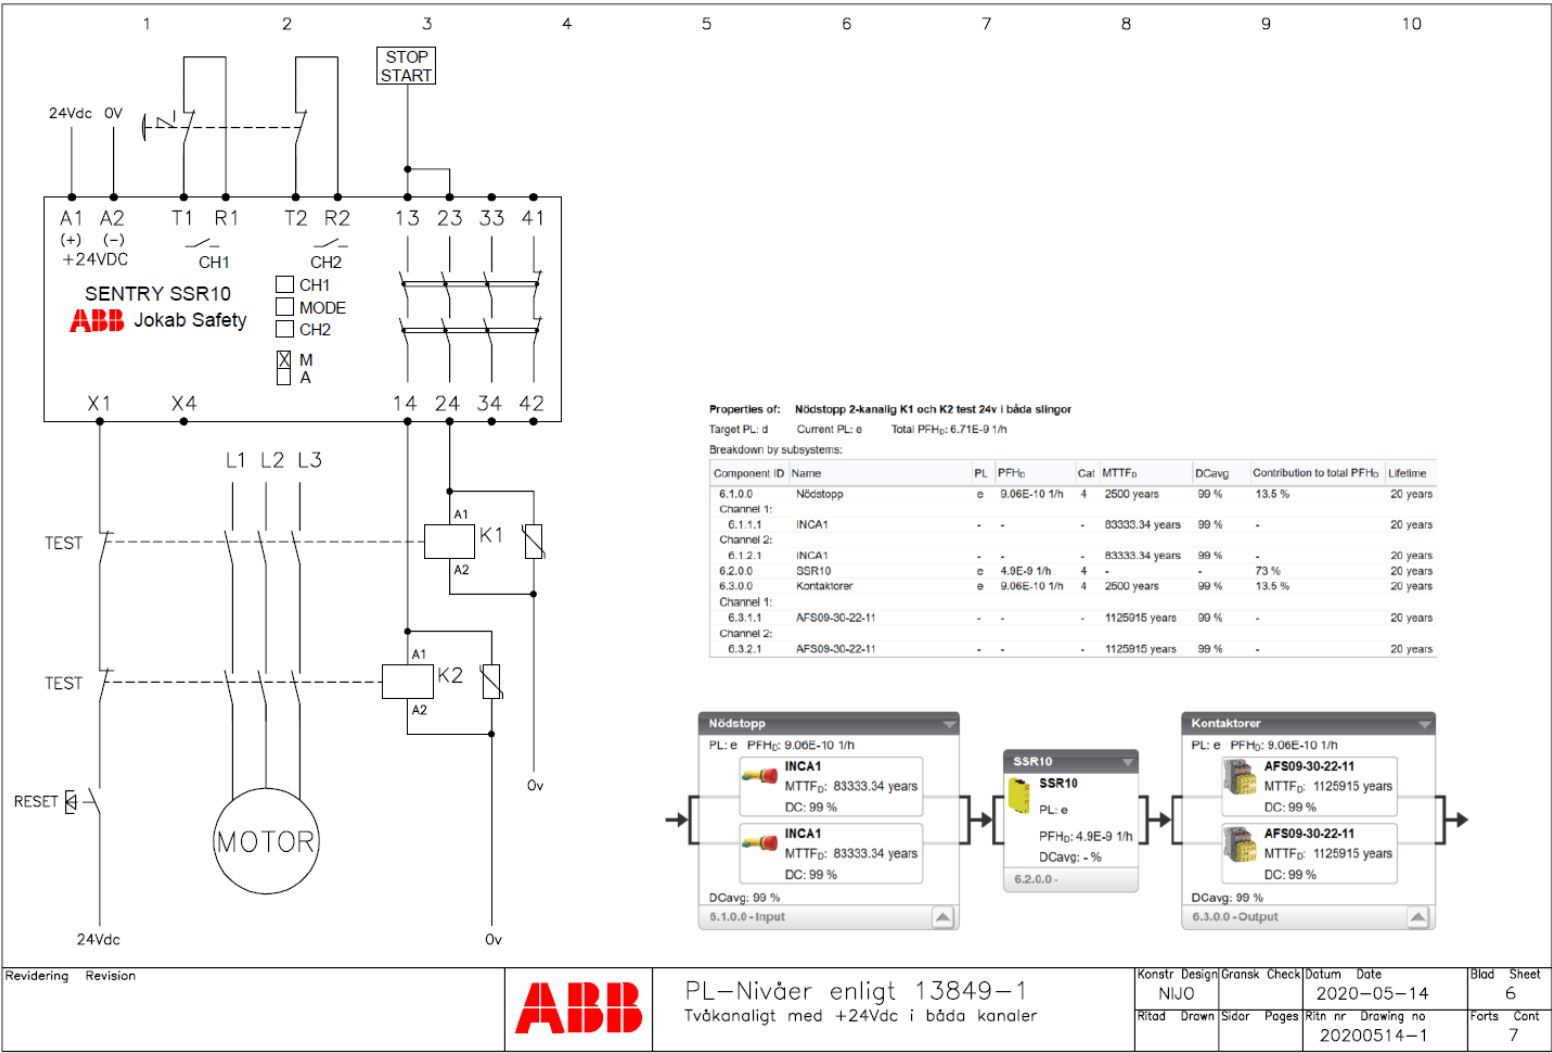 1 2 3 4 5 6 7 8 9 10
STOP
START
24Vdc 0V
A1 A2 T1 R1 T2 R2 13 23 33 41
(+) (-)
+24VDC CH1 CH2
SENTRY SSR10
ABB Jokab Safety
CH1
MODE
CH2
X M
A
X1 X4 14 24 34 42
L1 L2 L3
A1
K1
A2
TEST
A1
K2
A2
TEST
0v
RESET
MOTOR
24Vdc
0v
Properties of: Nödstopp 2-kanalig K1 och K2 test 24v i båda slingor
Target PL: d Current PL: e Total PFHD: 6.71E-9 1/h
Breakdown by subsystems:
Component ID Name PL PFHD Cat MTTFD DCavg Contribution to total PFHD Lifetime
6.1.0.0 Nödstopp e 9.06E-10 1/h 4 2500 years 99 % 13.5 % 20 years
Channel 1:
6.1.1.1 INCA1 - - - 83333.34 years 99 % - 20 years
Channel 2:
6.1.2.1 INCA1 - - - 83333.34 years 99 % - 20 years
6.2.0.0 SSR10 e 4.9E-9 1/h 4 - - 73 % 20 years
6.3.0.0 Kontaktorer e 9.06E-10 1/h 4 2500 years 99 % 13.5 % 20 years
Channel 1:
6.3.1.1 AFS09-30-22-11 - - - 1125915 years 99 % - 20 years
Channel 2:
6.3.2.1 AFS09-30-22-11 - - - 1125915 years 99 % - 20 years
Nödstopp
PL: e PFHD: 9.06E-10 1/h
INCA1
MTTFD: 83333.34 years
DC: 99 %
INCA1
MTTFD: 83333.34 years
DC: 99 %
DCavg: 99 %
6.1.0.0 - Input
SSR10
SSR10
PL: e
PFHD: 4.9E-9 1/h
DCavg: - %
6.2.0.0 -
Kontaktorer
PL: e PFHD: 9.06E-10 1/h
AFS09-30-22-11
MTTFD: 1125915 years
DC: 99 %
AFS09-30-22-11
MTTFD: 1125915 years
DC: 99 %
DCavg: 99 %
6.3.0.0 - Output
Revidering Revision
ABB
PL-Nivåer enligt 13849-1
Tvåkanaligt med +24Vdc i båda kanaler
Konstr Design Gransk Check Datum Date Blad Sheet
NIJO 2020-05-14 6
Ritad Drawn Sidor Pages Ritn nr Drawing no Forts Cont
20200514-1 7